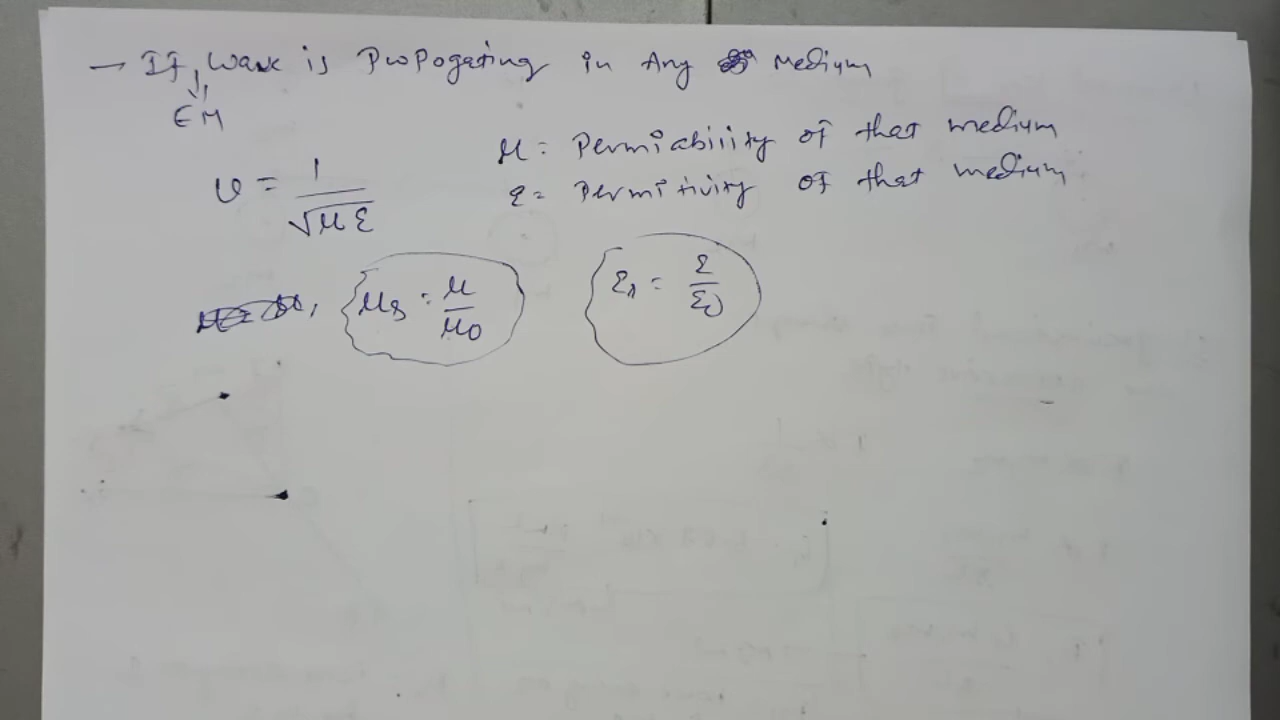 → If, wave is Propogating in Any Medium
EM
μ = Permiability of that medium
υ = 1/√με
ε = Permitivity of that medium
μr = μ/μ0
εr = ε/ε0